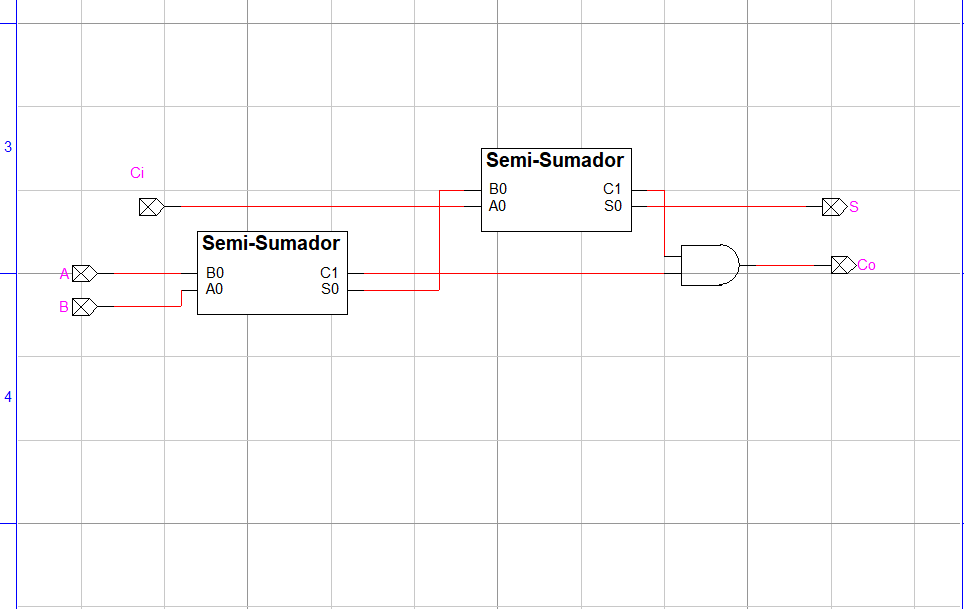 3
Ci
Semi-Sumador
B0 C1
A0 S0
S
Semi-Sumador
A B0 C1
A0 S0
B
Co
4